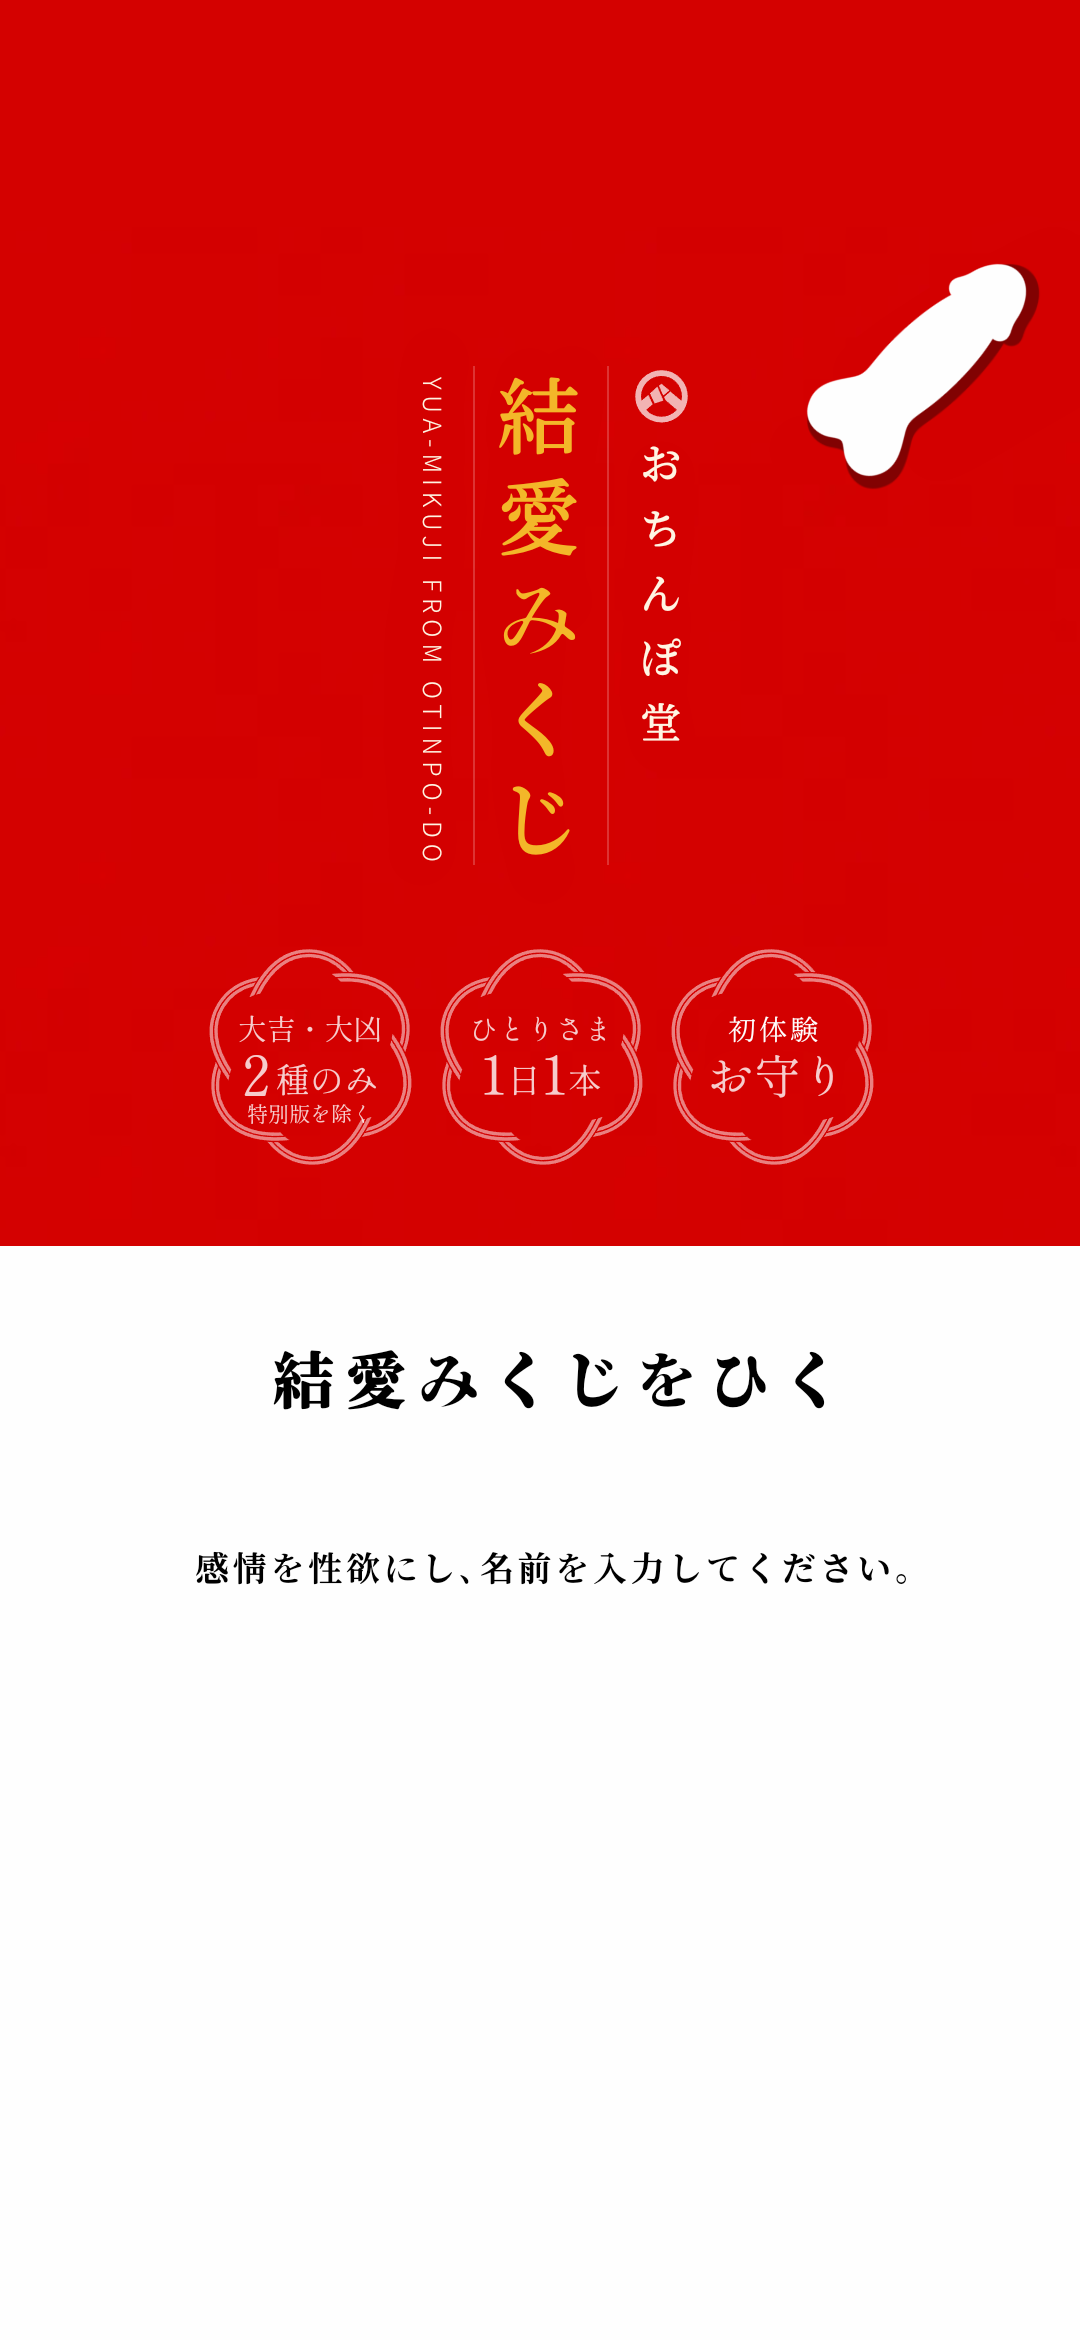 おちんぽ堂
結愛みくじ
YUA-MIKUJI FROM OTINPO-DO
大吉・大凶
2種のみ
特別版を除く
ひとりさま
1日1本
初体験
お守り
結愛みくじをひく
感情を性欲にし、名前を入力してください。